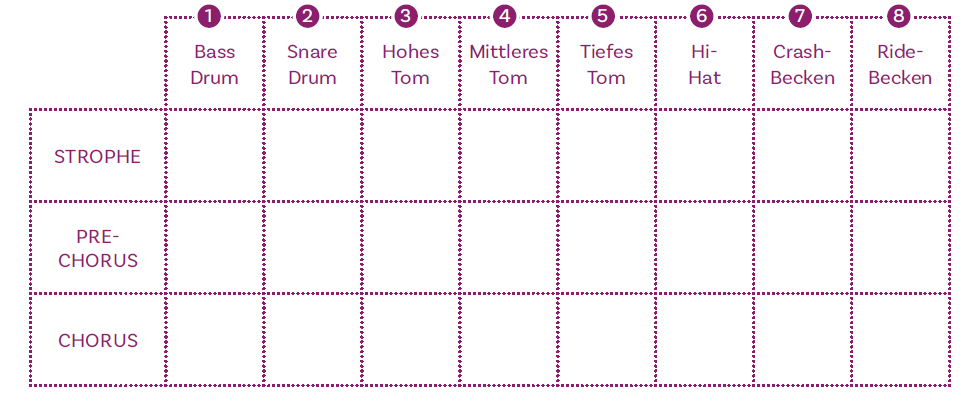 1 2 3 4 5 6 7 8
Bass Snare Hohes Mittleres Tiefes Hi- Crash- Ride-
Drum Drum Tom Tom Tom Hat Becken Becken
STROPHE
PRE-
CHORUS
CHORUS